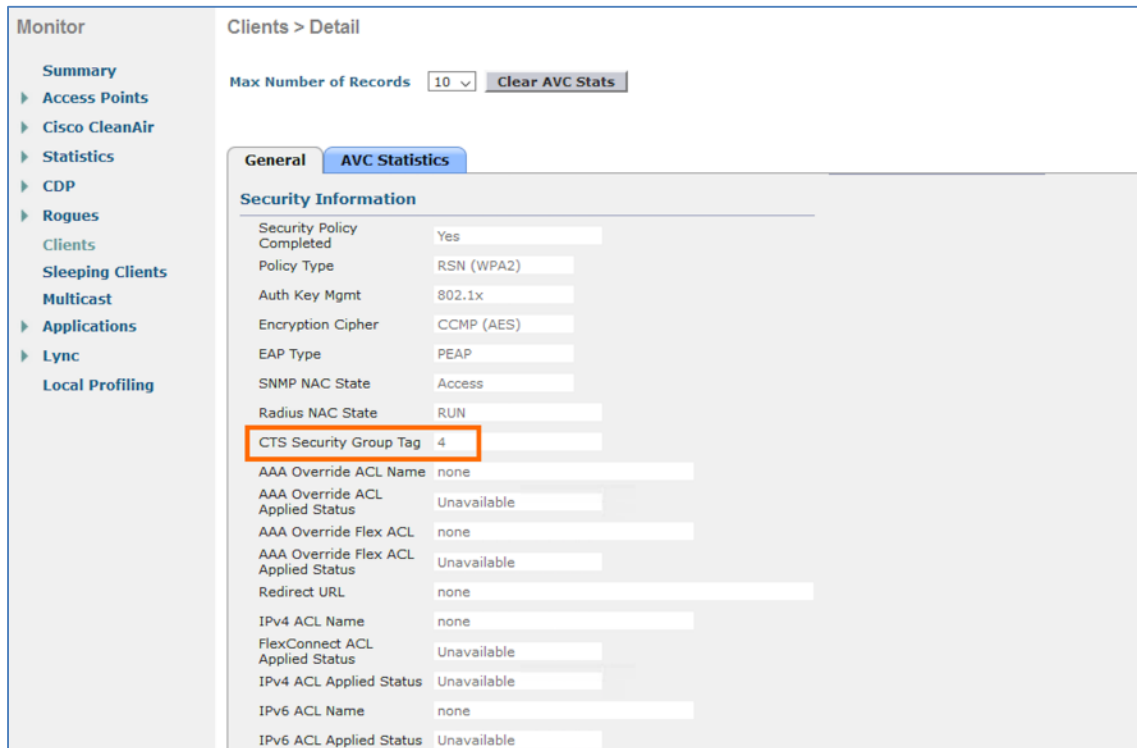 Monitor
Summary
Access Points
Cisco CleanAir
Statistics
CDP
Rogues
Clients
Sleeping Clients
Multicast
Applications
Lync
Local Profiling
Clients > Detail
Max Number of Records 10 Clear AVC Stats
General AVC Statistics
Security Information
Security Policy
Completed Yes
Policy Type RSN (WPA2)
Auth Key Mgmt 802.1x
Encryption Cipher CCMP (AES)
EAP Type PEAP
SNMP NAC State Access
Radius NAC State RUN
CTS Security Group Tag 4
AAA Override ACL Name none
AAA Override ACL
Applied Status Unavailable
AAA Override Flex ACL none
AAA Override Flex ACL
Applied Status Unavailable
Redirect URL none
IPv4 ACL Name none
FlexConnect ACL
Applied Status Unavailable
IPv4 ACL Applied Status Unavailable
IPv6 ACL Name none
IPv6 ACL Applied Status Unavailable